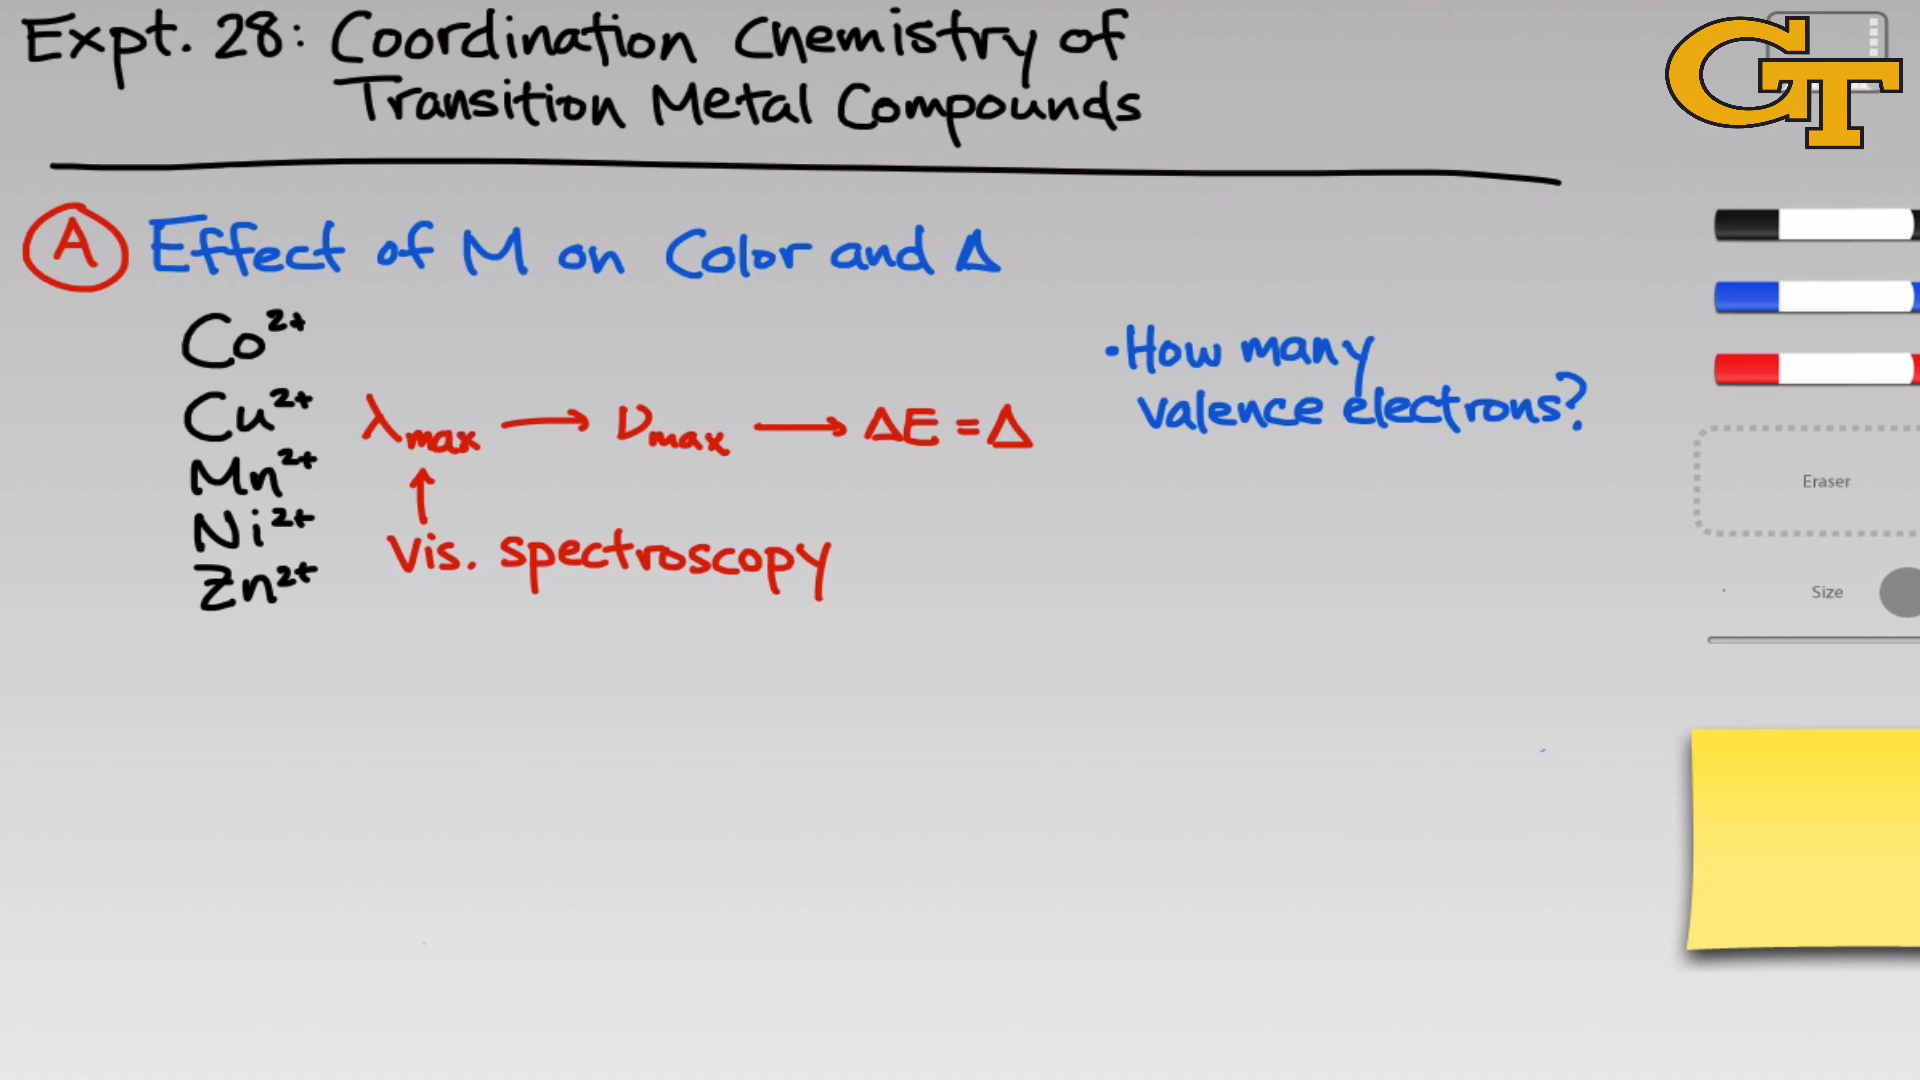 Expt. 28: Coordination Chemistry of
Transition Metal Compounds
GT
A Effect of M on Color and Δ
Co²⁺
Cu²⁺ λmax → νmax → ΔE = Δ
Mn²⁺
Ni²⁺
Zn²⁺
Vis. spectroscopy
• How many
valence electrons?
Eraser
Size